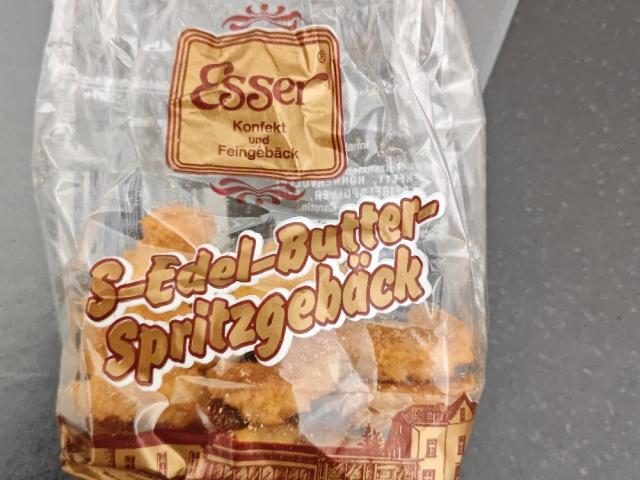 Esser®
Konfekt
und
Feingebäck
S-Edel-Butter-
Spritzgebäck